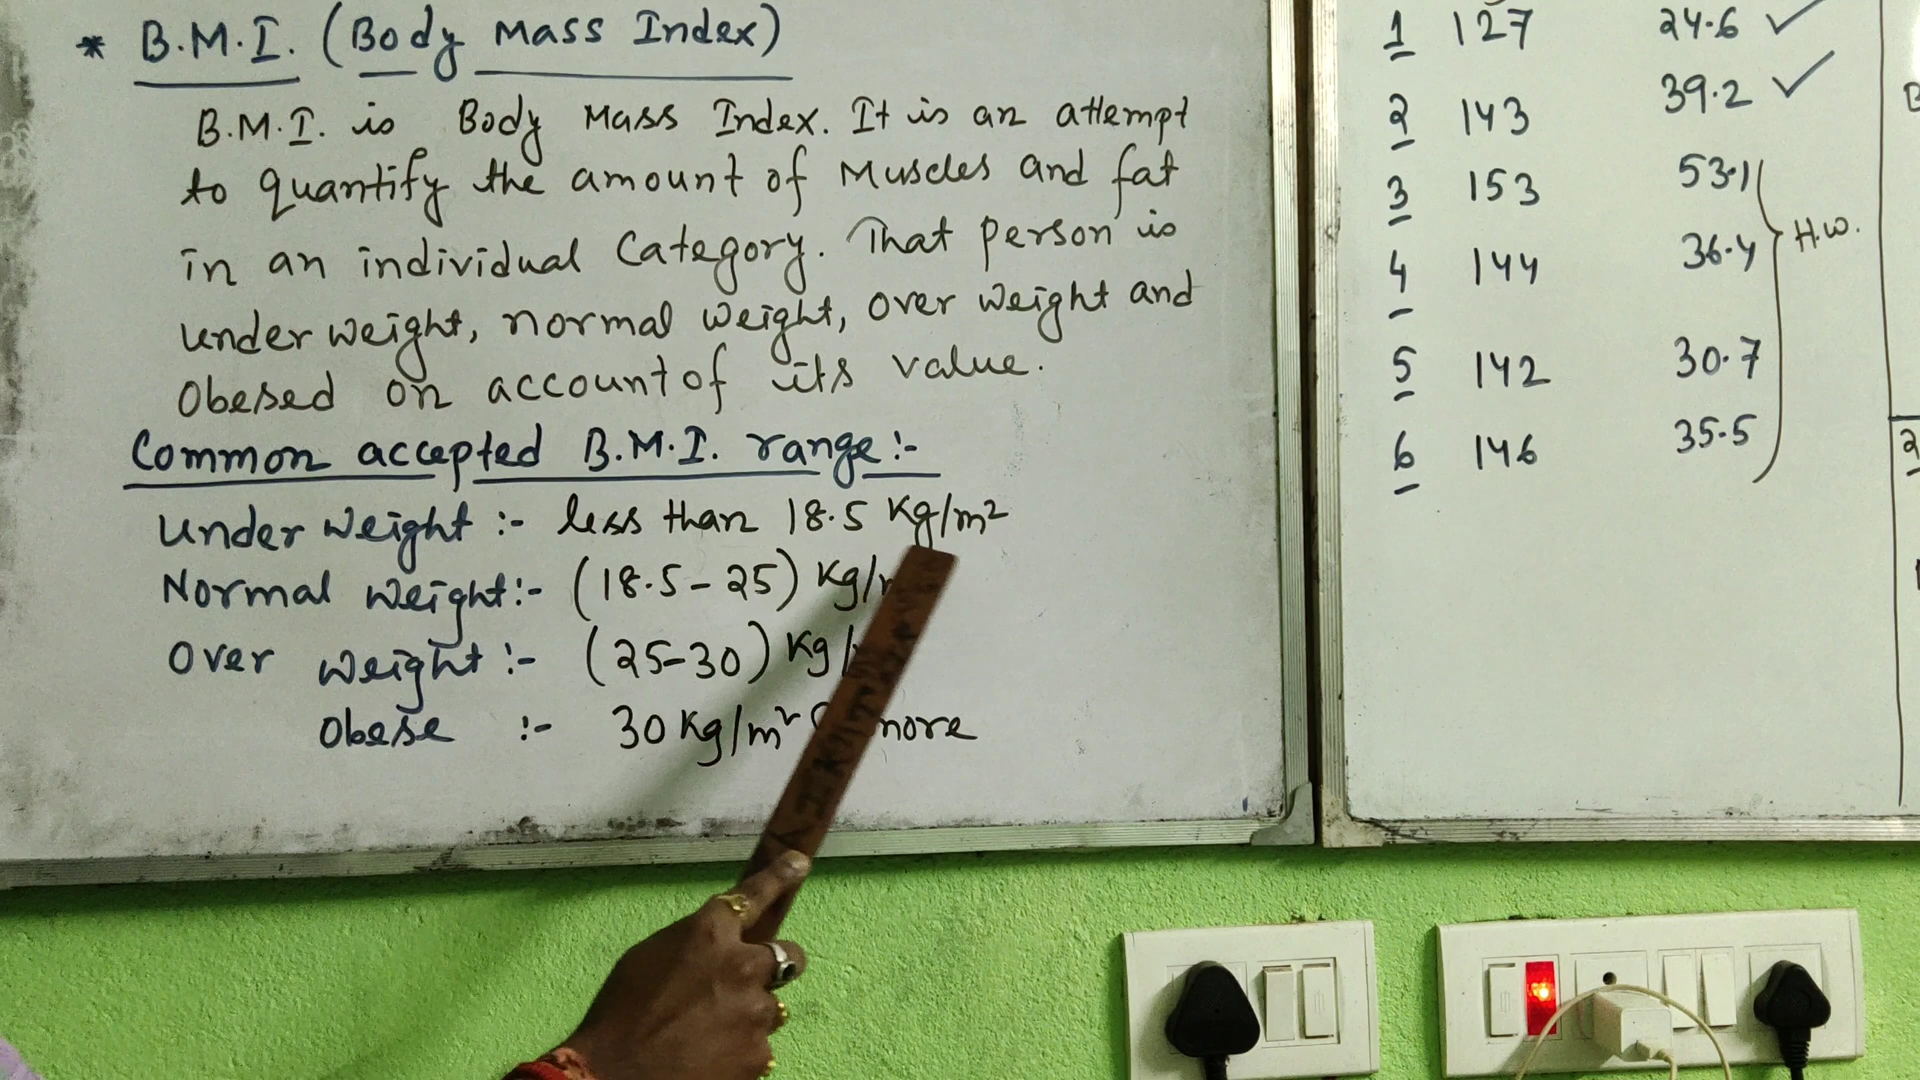 * B.M.I. (Body Mass Index)
B.M.I. is Body Mass Index. It is an attempt
to quantify the amount of Muscles and fat
in an individual Category. That person is
under weight, normal weight, over weight and
Obesed on account of its value.
Common accepted B.M.I. range:-
Under weight :- less than 18.5 Kg/m²
Normal weight:- (18.5-25) Kg/
Over weight :- (25-30) Kg/
Obese :- 30 Kg/m² more
1 127 24.6 ✓
2 143 39.2 ✓
3 153 53.1
4 144 36.4
H.W.
5 142 30.7
6 146 35.5